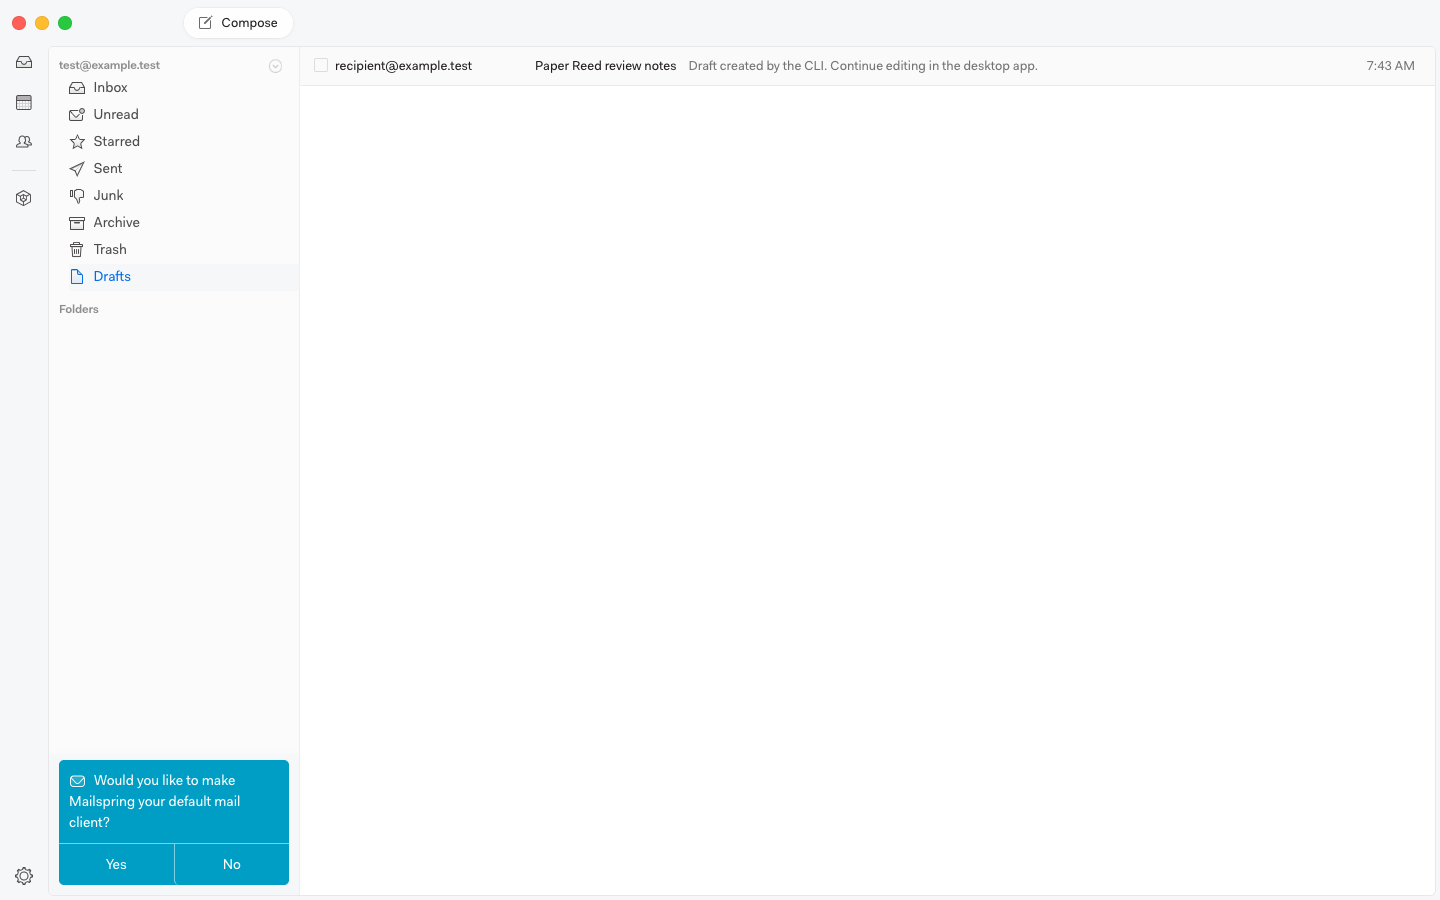 Compose
test@example.test
Inbox
Unread
Starred
Sent
Junk
Archive
Trash
Drafts
Folders
recipient@example.test Paper Reed review notes Draft created by the CLI. Continue editing in the desktop app. 7:43 AM
Would you like to make
Mailspring your default mail
client?
Yes No